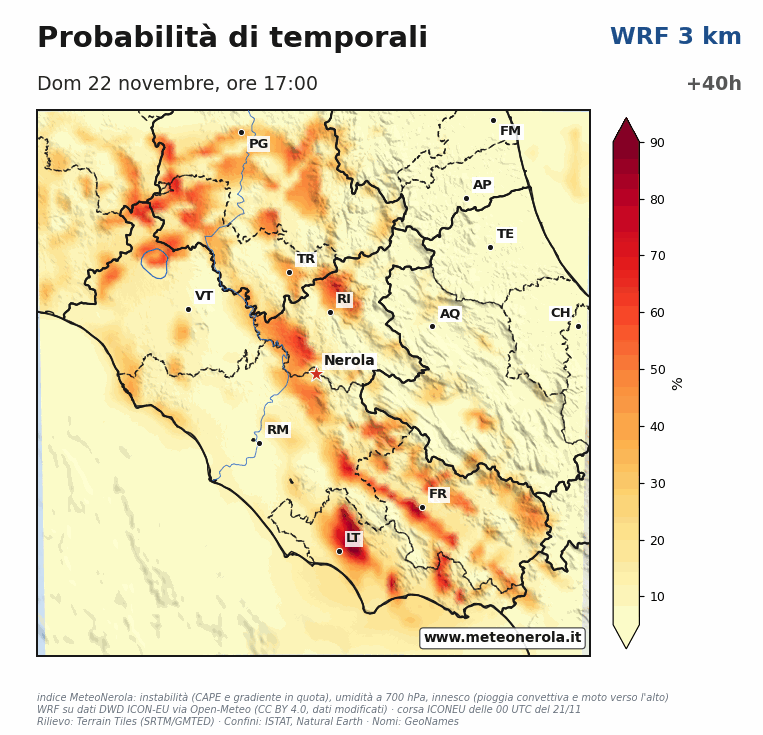 Probabilità di temporali
WRF 3 km
Dom 22 novembre, ore 17:00
+40h
FM
PG
AP
TE
TR
RI
VT
AQ
CH
Nerola
RM
FR
LT
www.meteonerola.it
90
80
70
60
50
40
30
20
10
%
indice MeteoNerola: instabilità (CAPE e gradiente in quota), umidità a 700 hPa, innesco (pioggia convettiva e moto verso l'alto)
WRF su dati DWD ICON-EU via Open-Meteo (CC BY 4.0, dati modificati) · corsa ICONEU delle 00 UTC del 21/11
Rilievo: Terrain Tiles (SRTM/GMTED) · Confini: ISTAT, Natural Earth · Nomi: GeoNames